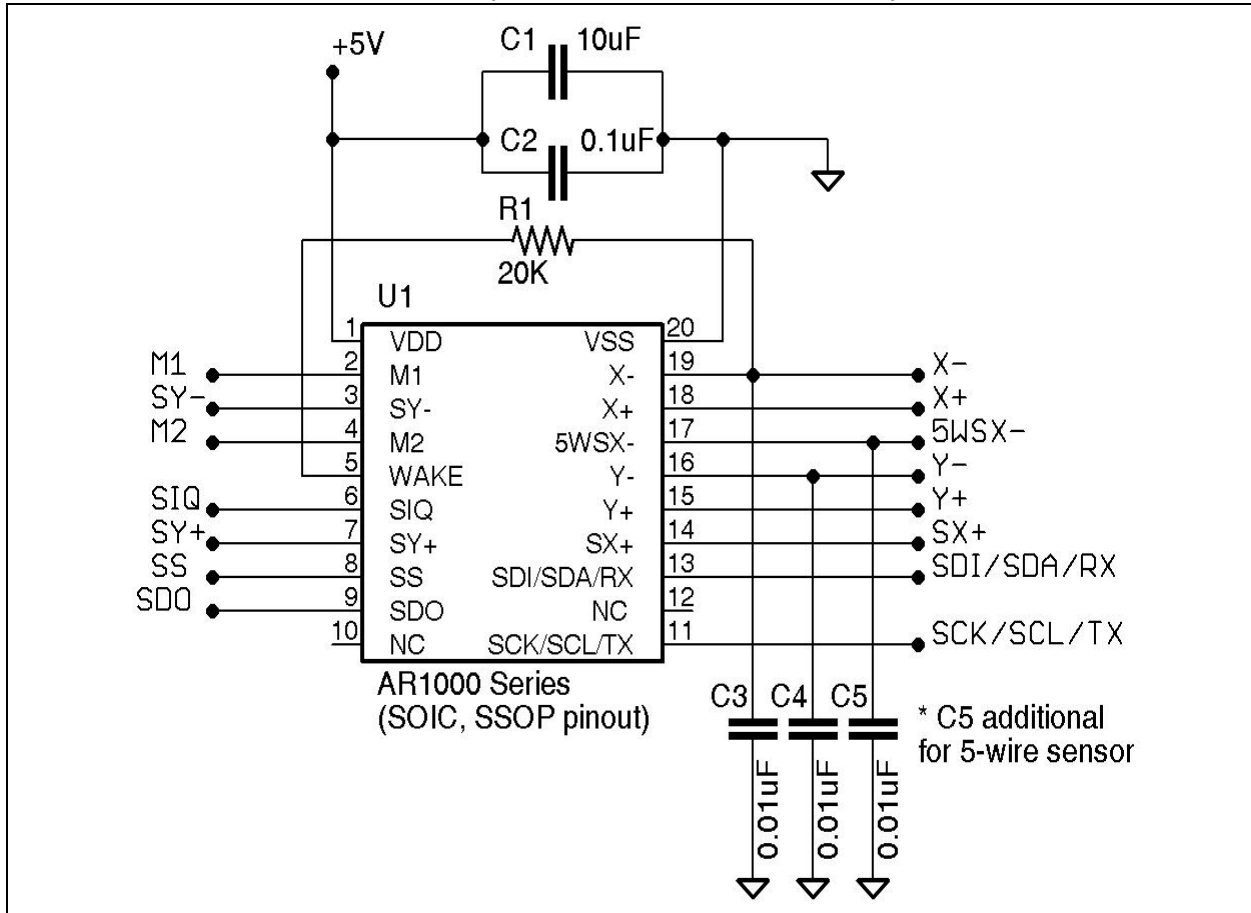 +5V
C1 10uF
C2 0.1uF
R1
20K
U1
1 VDD VSS 20
M1 2 M1 X- 19 X-
SY- 3 SY- X+ 18 X+
M2 4 M2 5WSX- 17 5WSX-
5 WAKE Y- 16 Y-
SIQ 6 SIQ Y+ 15 Y+
SY+ 7 SY+ SX+ 14 SX+
SS 8 SS SDI/SDA/RX 13 SDI/SDA/RX
SDO 9 SDO NC 12
10 NC SCK/SCL/TX 11 SCK/SCL/TX
AR1000 Series
(SOIC, SSOP pinout)
C3 C4 C5
* C5 additional
for 5-wire sensor
0.01uF 0.01uF 0.01uF